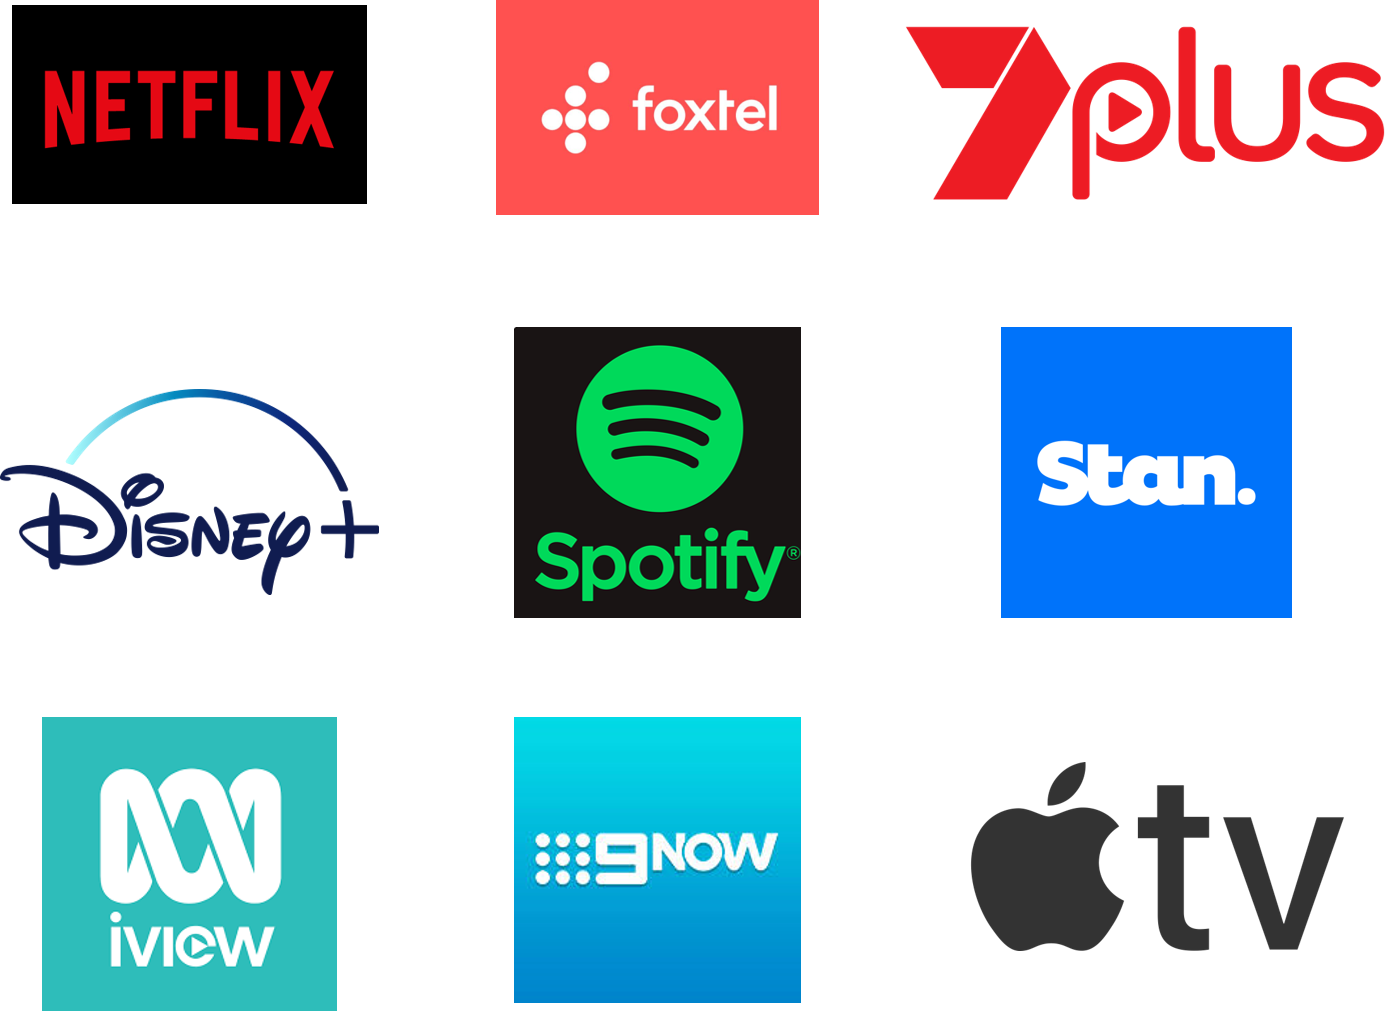 NETFLIX
foxtel
7plus
Disney+
Spotify®
Stan.
iview
9NOW
tv